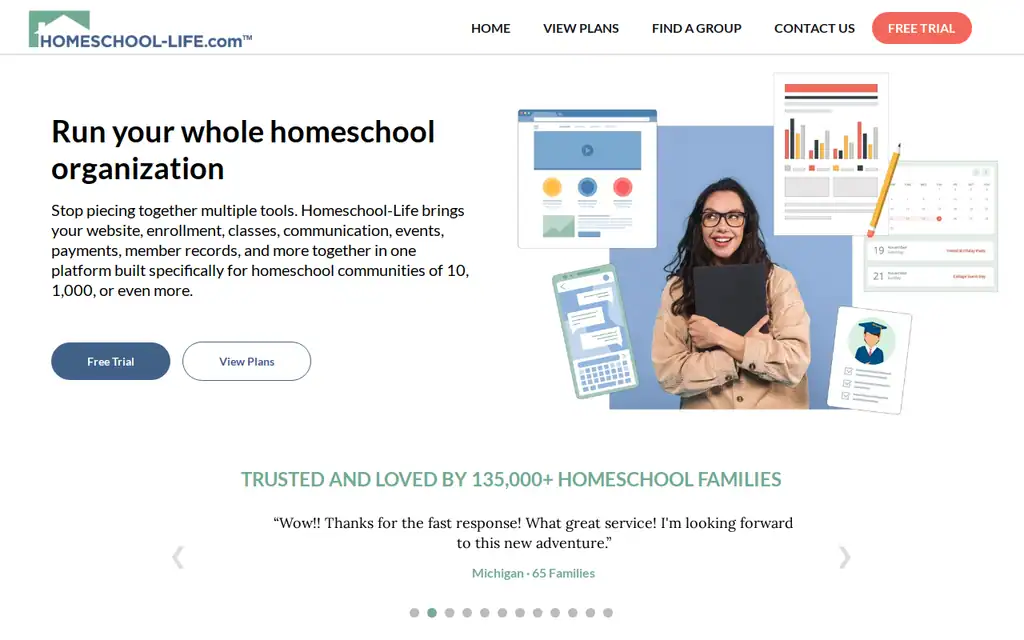 HOMESCHOOL-LIFE.com™
HOME
VIEW PLANS
FIND A GROUP
CONTACT US
FREE TRIAL
Run your whole homeschool
organization
Stop piecing together multiple tools. Homeschool-Life brings
your website, enrollment, classes, communication, events,
payments, member records, and more together in one
platform built specifically for homeschool communities of 10,
1,000, or even more.
Free Trial
View Plans
19
21
TRUSTED AND LOVED BY 135,000+ HOMESCHOOL FAMILIES
“Wow!! Thanks for the fast response! What great service! I'm looking forward
to this new adventure.”
Michigan · 65 Families